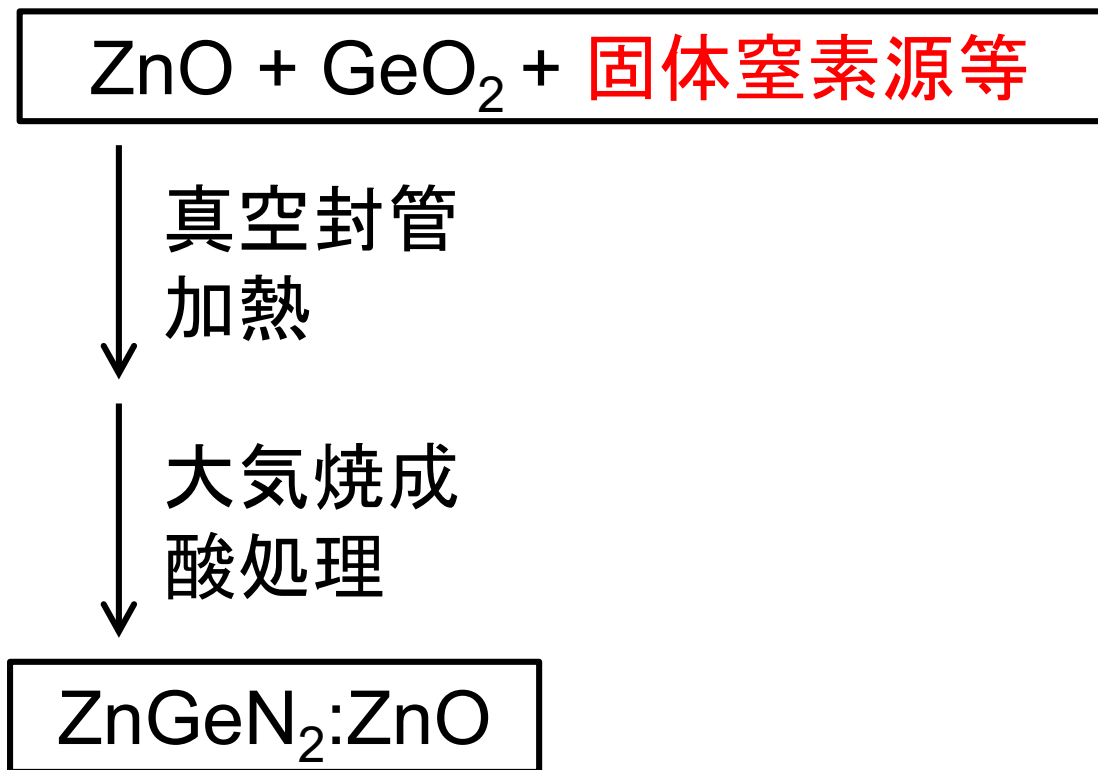 ZnO + GeO₂ + 固体窒素源等
真空封管
加熱
大気焼成
酸処理
ZnGeN₂:ZnO